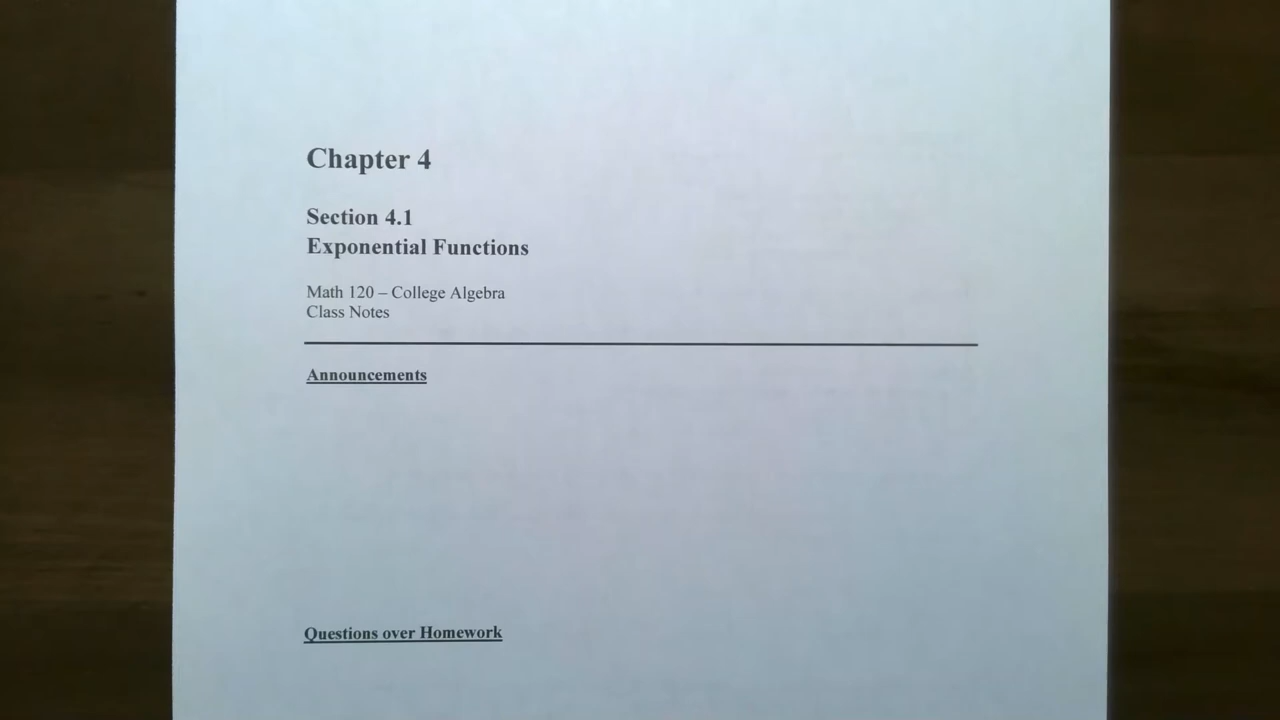 Chapter 4
Section 4.1
Exponential Functions
Math 120 – College Algebra
Class Notes
Announcements
Questions over Homework